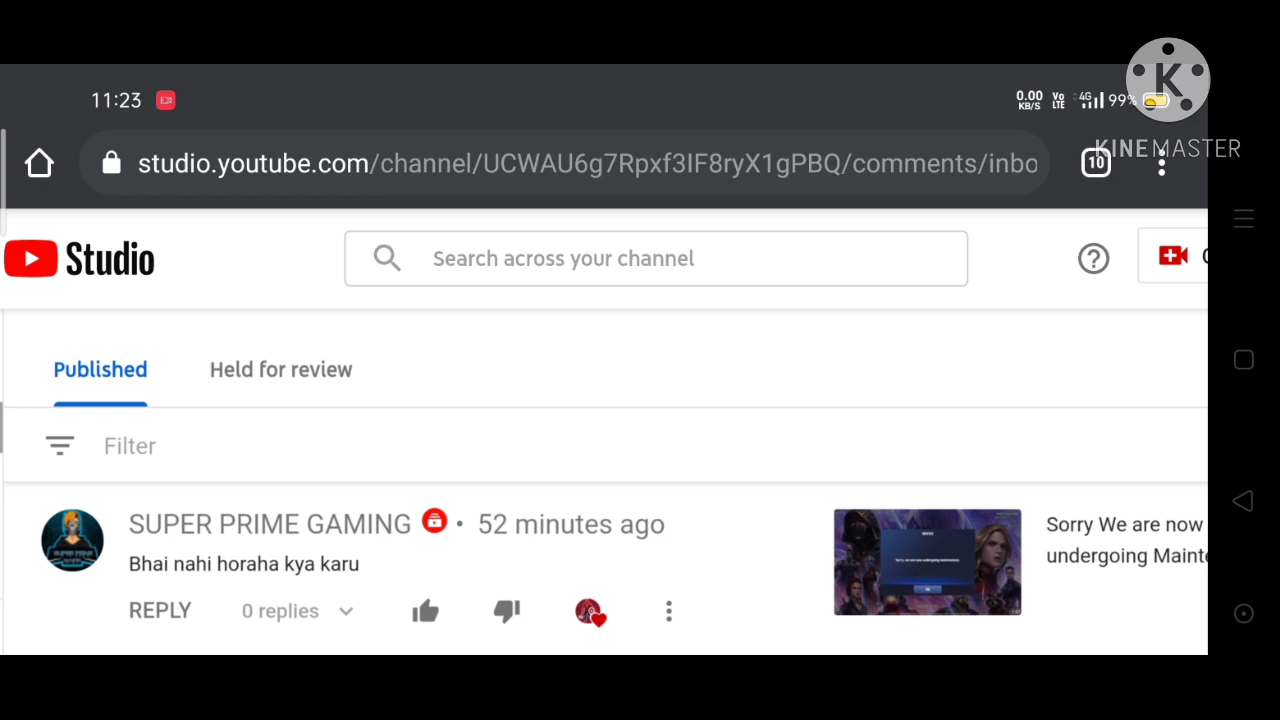 11:23
0.00 KB/S Vo LTE 4G 99%
KINEMASTER
studio.youtube.com/channel/UCWAU6g7Rpxf3IF8ryX1gPBQ/comments/inbo
10
Studio
Search across your channel
Published Held for review
Filter
SUPER PRIME GAMING • 52 minutes ago
Bhai nahi horaha kya karu
REPLY 0 replies
Sorry We are now
undergoing Mainte